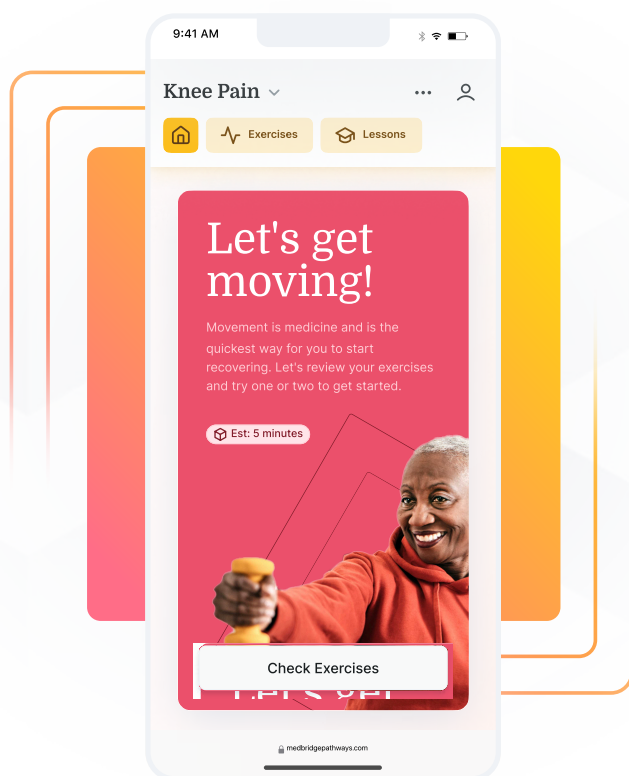 9:41 AM
Knee Pain
Exercises
Lessons
Let's get
moving!
Movement is medicine and is the
quickest way for you to start
recovering. Let's review your exercises
and try one or two to get started.
Est: 5 minutes
Check Exercises
Let's get
medbridgepathways.com